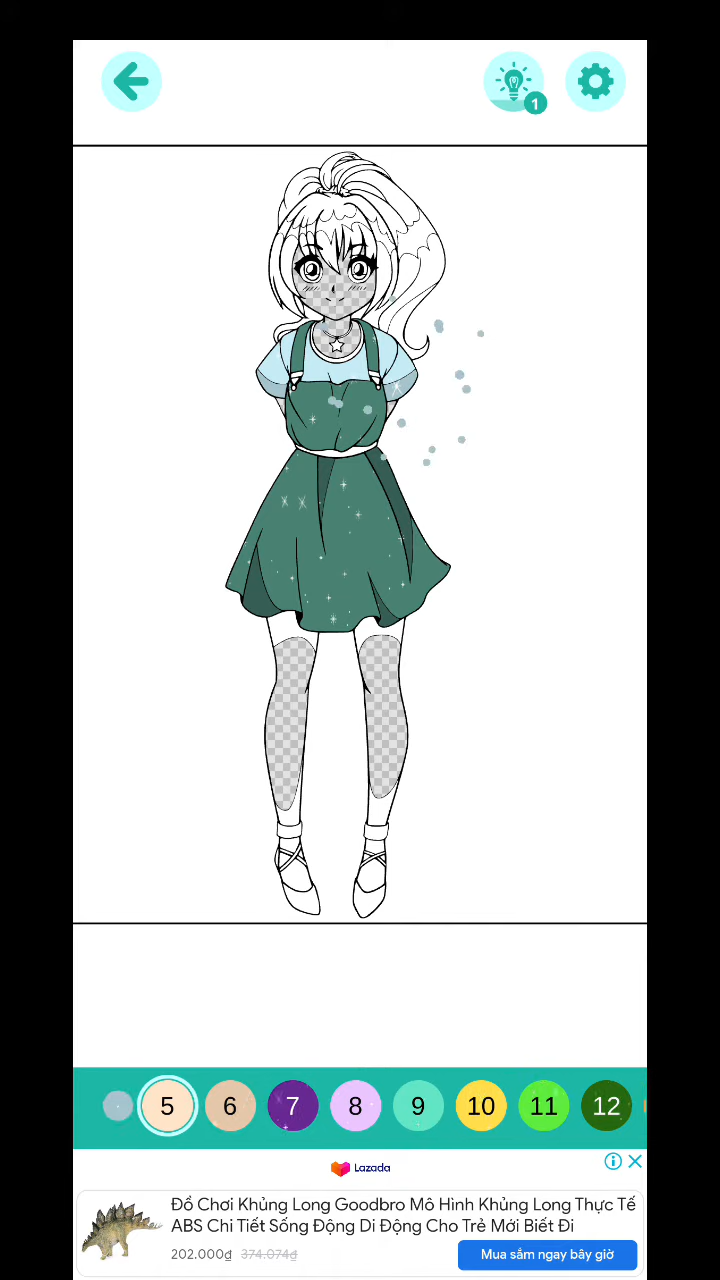 1
5 6 7 8 9 10 11 12
Lazada
Đồ Chơi Khủng Long Goodbro Mô Hình Khủng Long Thực Tế
ABS Chi Tiết Sống Động Di Động Cho Trẻ Mới Biết Đi
202.000₫ 374.074₫
Mua sắm ngay bây giờ